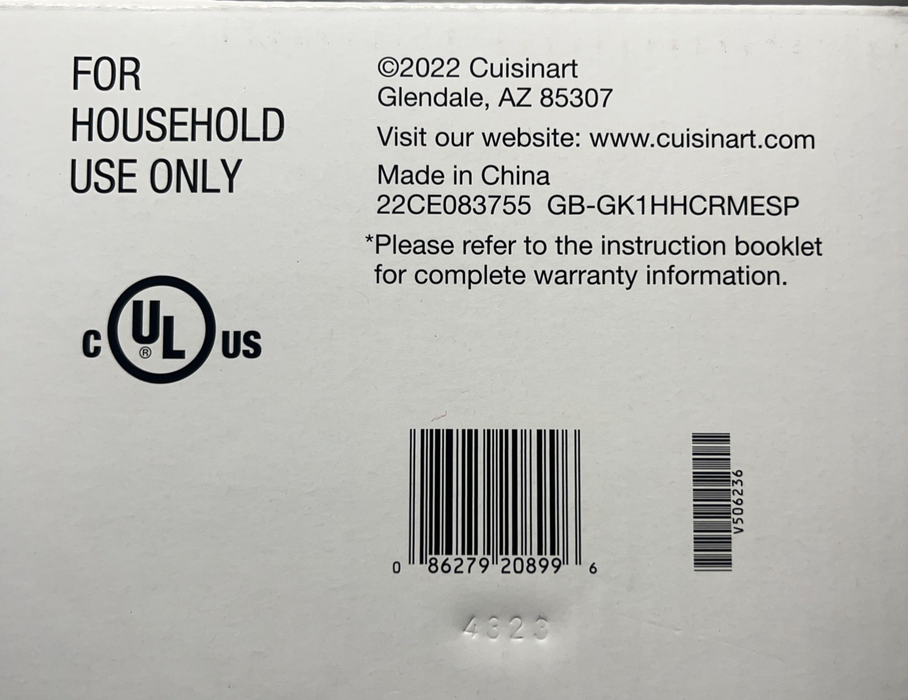 FOR
HOUSEHOLD
USE ONLY
©2022 Cuisinart
Glendale, AZ 85307
Visit our website: www.cuisinart.com
Made in China
22CE083755 GB-GK1HHCRMESP
*Please refer to the instruction booklet
for complete warranty information.
C UL® US
0 86279 20899 6
V506236
4323